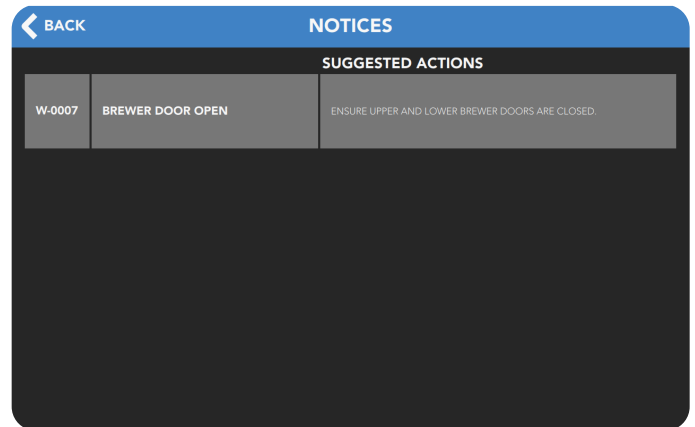 BACK
NOTICES
SUGGESTED ACTIONS
W-0007 BREWER DOOR OPEN ENSURE UPPER AND LOWER BREWER DOORS ARE CLOSED.